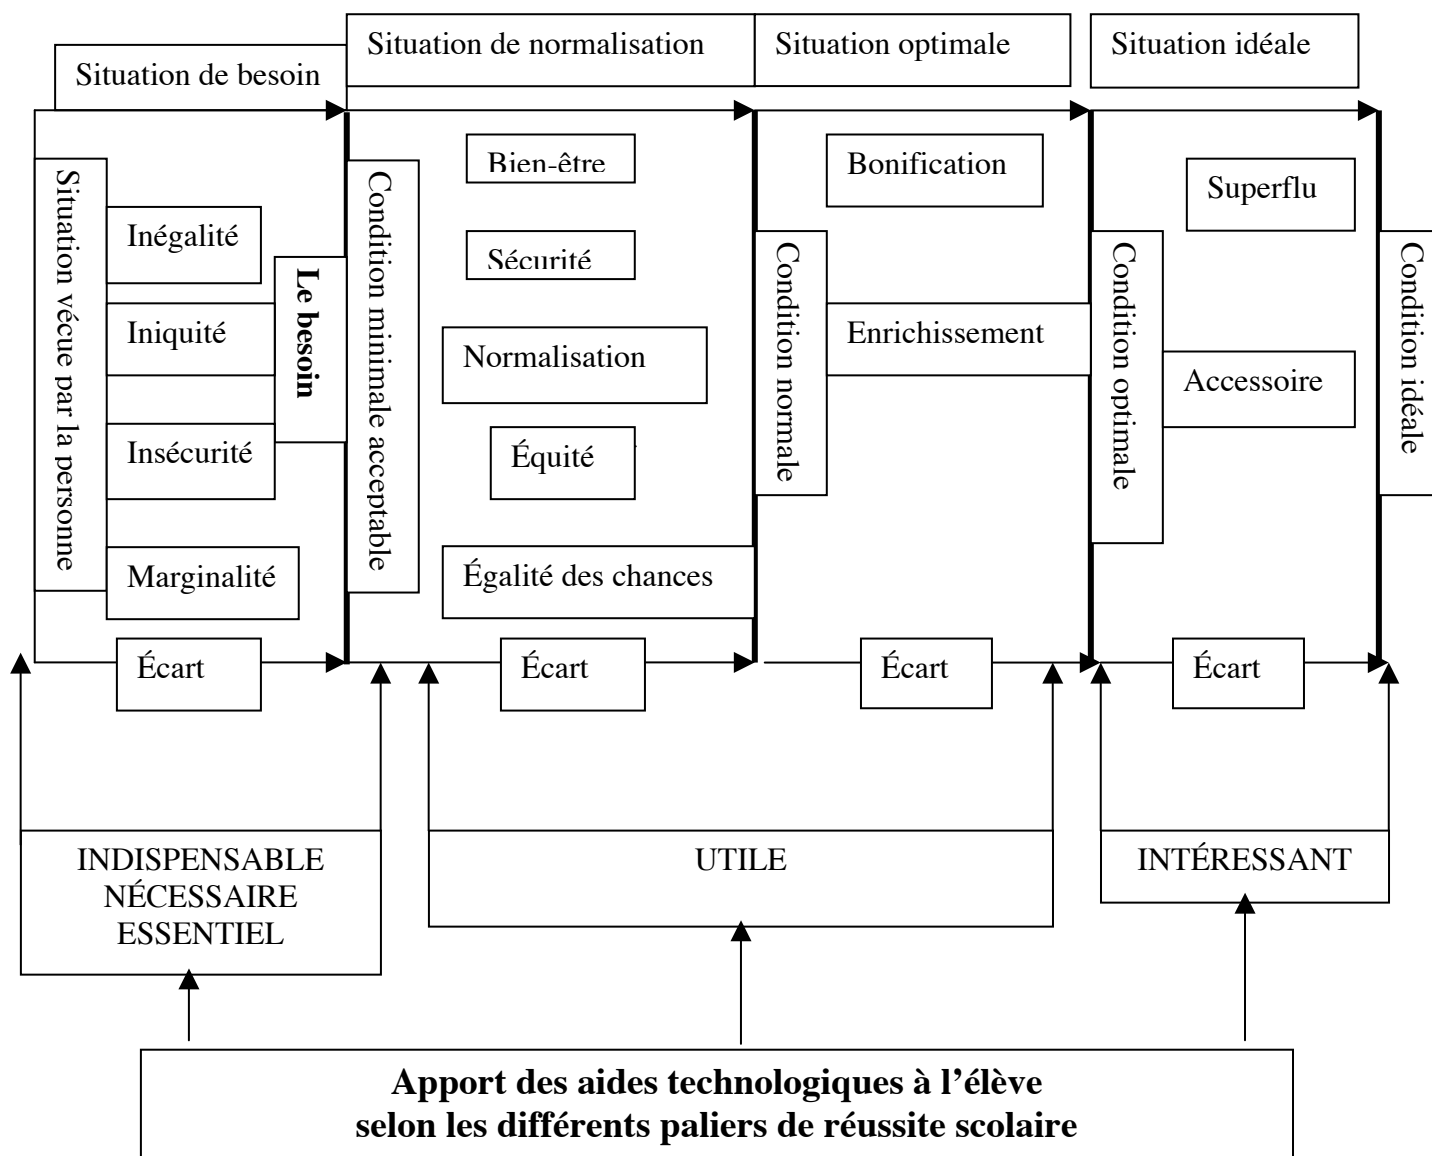 Situation de besoin
Situation de normalisation
Situation optimale
Situation idéale
Situation vécue par la personne
Inégalité
Iniquité
Insécurité
Marginalité
Le besoin
Condition minimale acceptable
Bien-être
Sécurité
Normalisation
Équité
Égalité des chances
Condition normale
Bonification
Enrichissement
Condition optimale
Superflu
Accessoire
Condition idéale
Écart
Écart
Écart
Écart
INDISPENSABLE
NÉCESSAIRE
ESSENTIEL
UTILE
INTÉRESSANT
Apport des aides technologiques à l’élève
selon les différents paliers de réussite scolaire